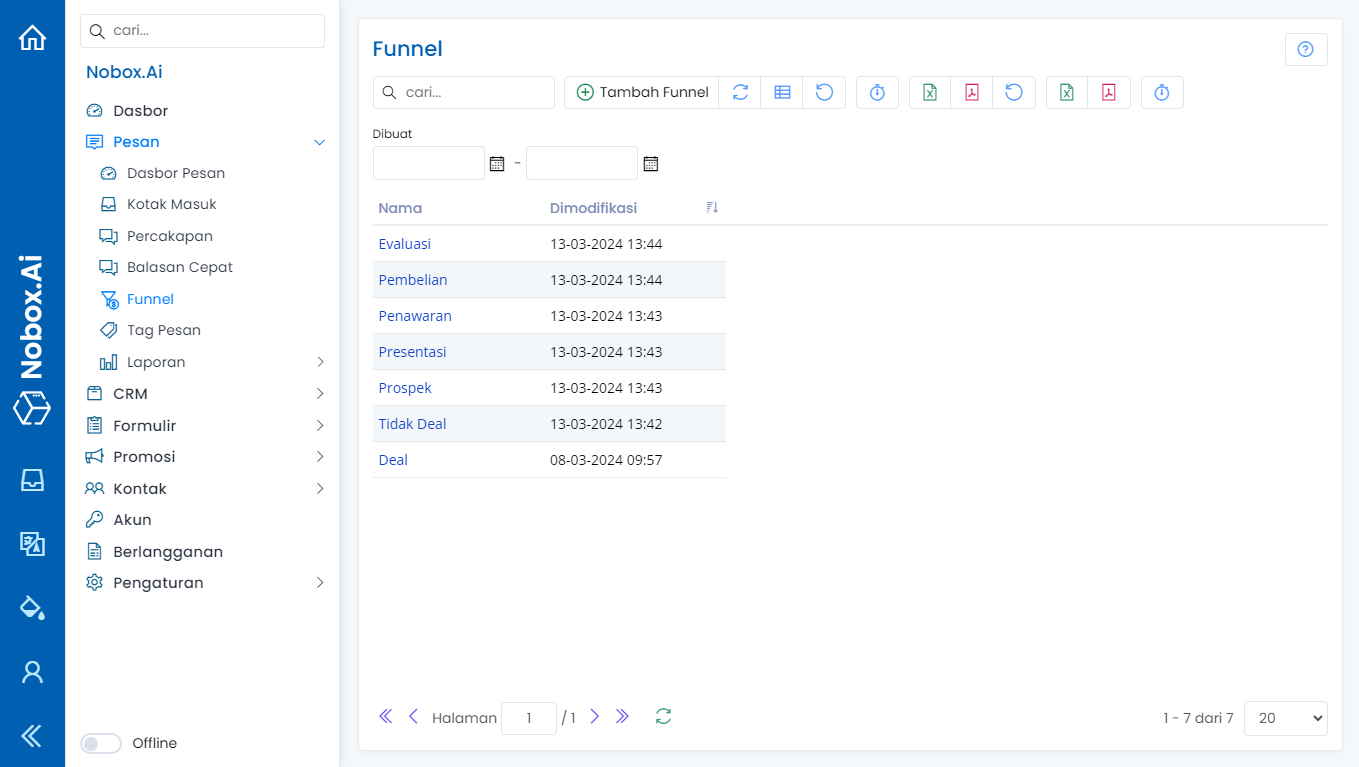 cari...
Nobox.Ai
Dasbor
Pesan
Dasbor Pesan
Kotak Masuk
Percakapan
Balasan Cepat
Funnel
Tag Pesan
Laporan
CRM
Formulir
Promosi
Kontak
Akun
Berlangganan
Pengaturan
Offline
Nobox.Ai
Funnel
cari...
Tambah Funnel
Dibuat
-
Nama Dimodifikasi
Evaluasi 13-03-2024 13:44
Pembelian 13-03-2024 13:44
Penawaran 13-03-2024 13:43
Presentasi 13-03-2024 13:43
Prospek 13-03-2024 13:43
Tidak Deal 13-03-2024 13:42
Deal 08-03-2024 09:57
Halaman 1 / 1
1 - 7 dari 7 20